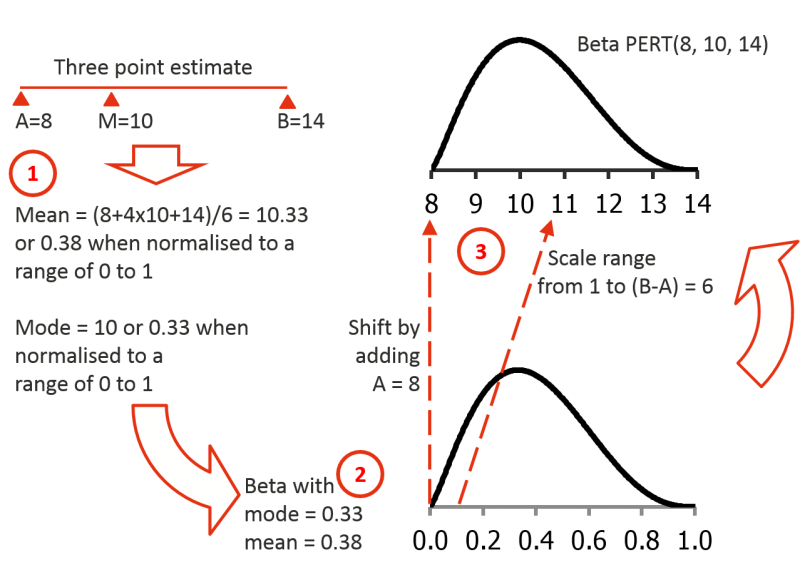 Three point estimate
A=8 M=10 B=14
1
Mean = (8+4x10+14)/6 = 10.33
or 0.38 when normalised to a
range of 0 to 1
Mode = 10 or 0.33 when
normalised to a
range of 0 to 1
2
Beta with
mode = 0.33
mean = 0.38
Beta PERT(8, 10, 14)
8 9 10 11 12 13 14
3
Scale range
from 1 to (B-A) = 6
Shift by
adding
A = 8
0.0 0.2 0.4 0.6 0.8 1.0